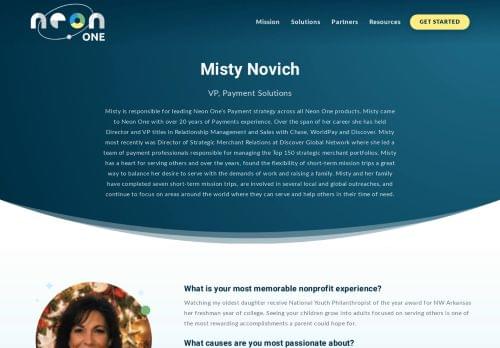 neon
ONE
Mission Solutions Partners Resources GET STARTED
Misty Novich
VP, Payment Solutions
Misty is responsible for leading Neon One's Payment strategy across all Neon One products. Misty came
to Neon One with over 20 years of Payments experience. Over the span of her career she has held
Director and VP titles in Relationship Management and Sales with Chase, WorldPay and Discover. Misty
most recently was Director of Strategic Merchant Relations at Discover Global Network where she led a
team of payment professionals responsible for managing the Top 150 strategic merchant portfolios. Misty
has a heart for serving others and over the years, found the flexibility of short-term mission trips a great
way to balance her desire to serve with the demands of work and raising a family. Misty and her family
have completed seven short-term mission trips, are involved in several local and global outreaches, and
continue to focus on areas around the world where they can serve and help others in their time of need.
What is your most memorable nonprofit experience?
Watching my oldest daughter receive National Youth Philanthropist of the year award for NW Arkansas
her freshman year of college. Seeing your children grow into adults focused on serving others is one of
the most rewarding accomplishments a parent could hope for.
What causes are you most passionate about?